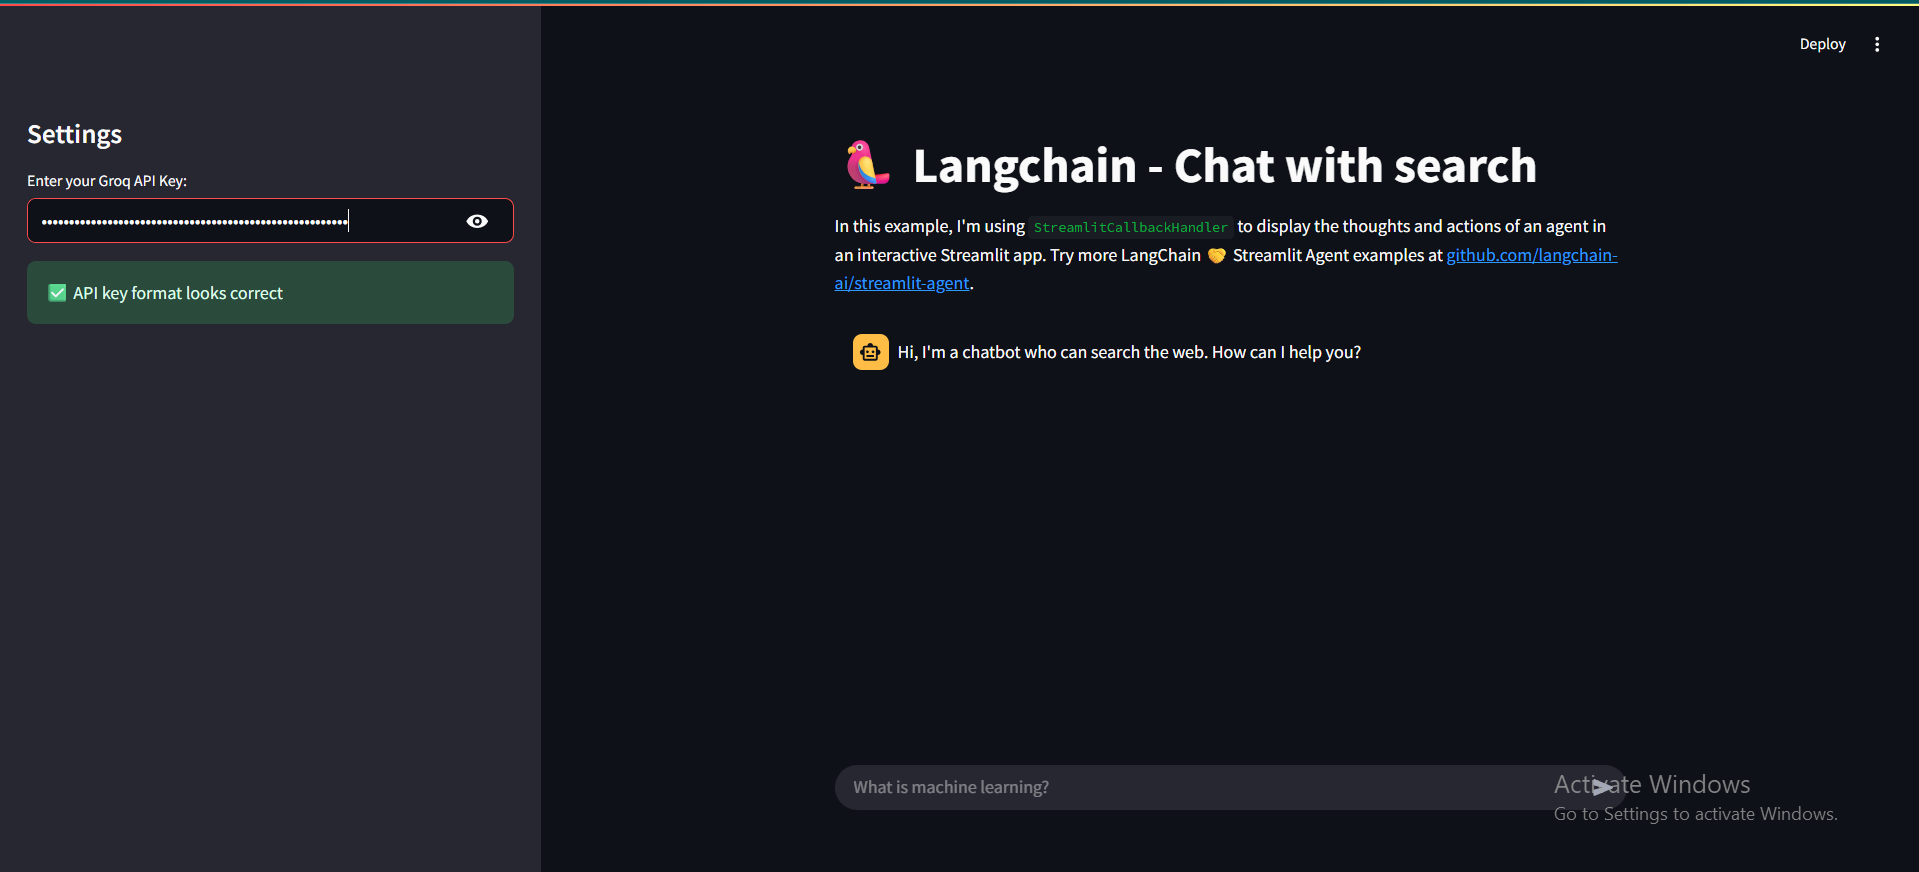 Deploy
Settings
Enter your Groq API Key:
••••••••••••••••••••••••••••••••••••••••••••••••••••••••
✅ API key format looks correct
🦜 Langchain - Chat with search
In this example, I'm using StreamlitCallbackHandler to display the thoughts and actions of an agent in
an interactive Streamlit app. Try more LangChain 🤝 Streamlit Agent examples at github.com/langchain-
ai/streamlit-agent.
Hi, I'm a chatbot who can search the web. How can I help you?
What is machine learning?
Activate Windows
Go to Settings to activate Windows.